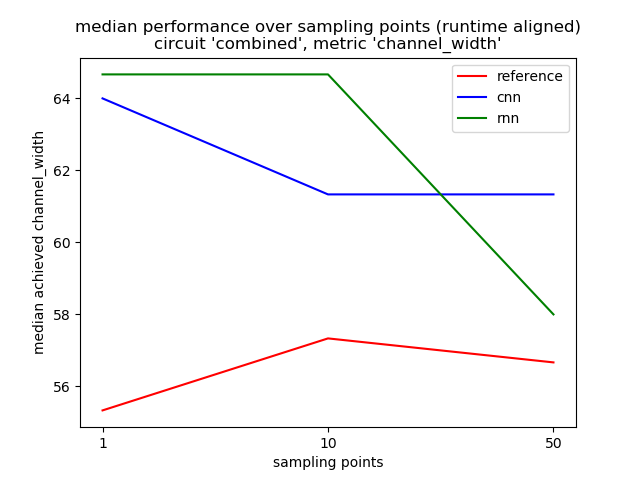 median performance over sampling points (runtime aligned)
circuit 'combined', metric 'channel_width'
reference
cnn
rnn
64
62
60
58
56
median achieved channel_width
1
10
50
sampling points